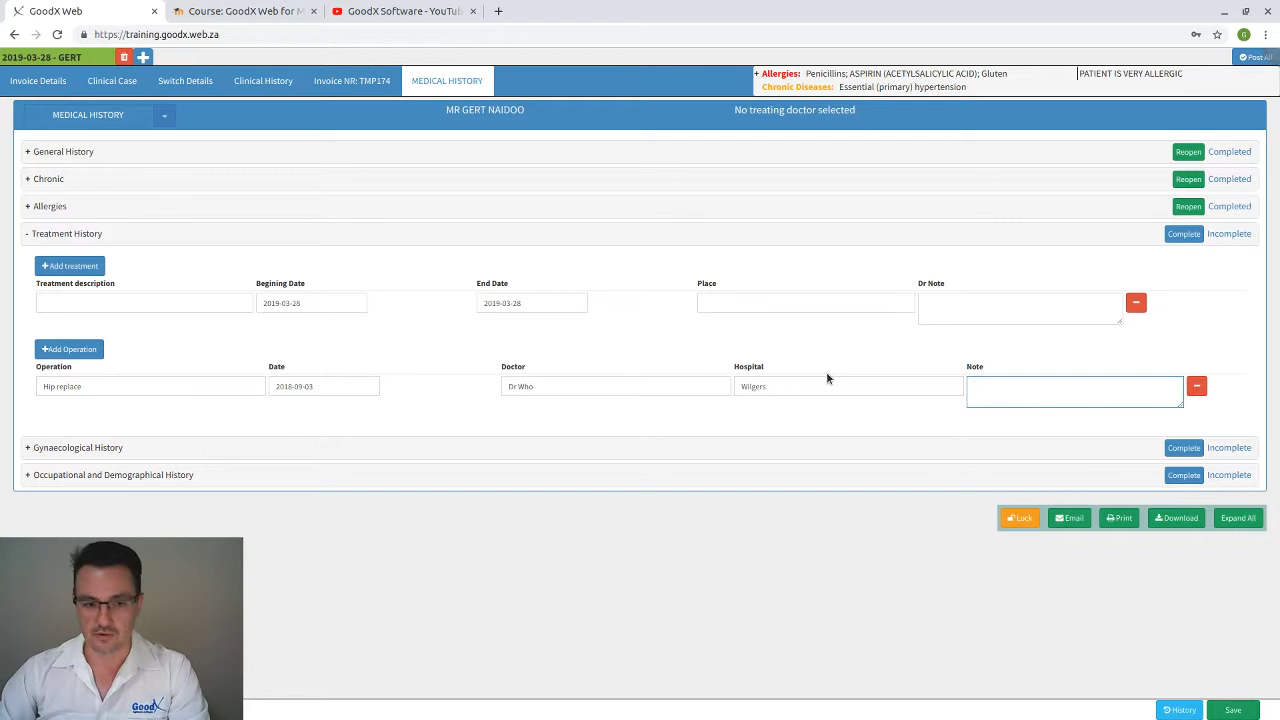 GoodX Web
Course: GoodX Web for M
GoodX Software - YouTub
https://training.goodx.web.za
2019-03-28 - GERT
Post All
Invoice Details
Clinical Case
Switch Details
Clinical History
Invoice NR: TMP174
MEDICAL HISTORY
+ Allergies: Penicillins; ASPIRIN (ACETYLSALICYLIC ACID); Gluten
PATIENT IS VERY ALLERGIC
Chronic Diseases: Essential (primary) hypertension
MEDICAL HISTORY
MR GERT NAIDOO
No treating doctor selected
+ General History
Reopen Completed
+ Chronic
Reopen Completed
+ Allergies
Reopen Completed
- Treatment History
Complete Incomplete
+Add treatment
Treatment description
Begining Date
End Date
Place
Dr Note
2019-03-28
2019-03-28
+Add Operation
Operation
Date
Doctor
Hospital
Note
Hip replace
2018-09-03
Dr Who
Wilgers
+ Gynaecological History
Complete Incomplete
+ Occupational and Demographical History
Complete Incomplete
Lock
Email
Print
Download
Expand All
GoodX
History
Save